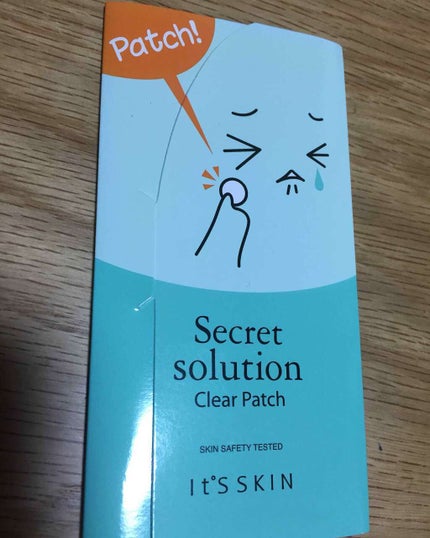 Patch!
Secret
solution
Clear Patch
SKIN SAFETY TESTED
It'S SKIN